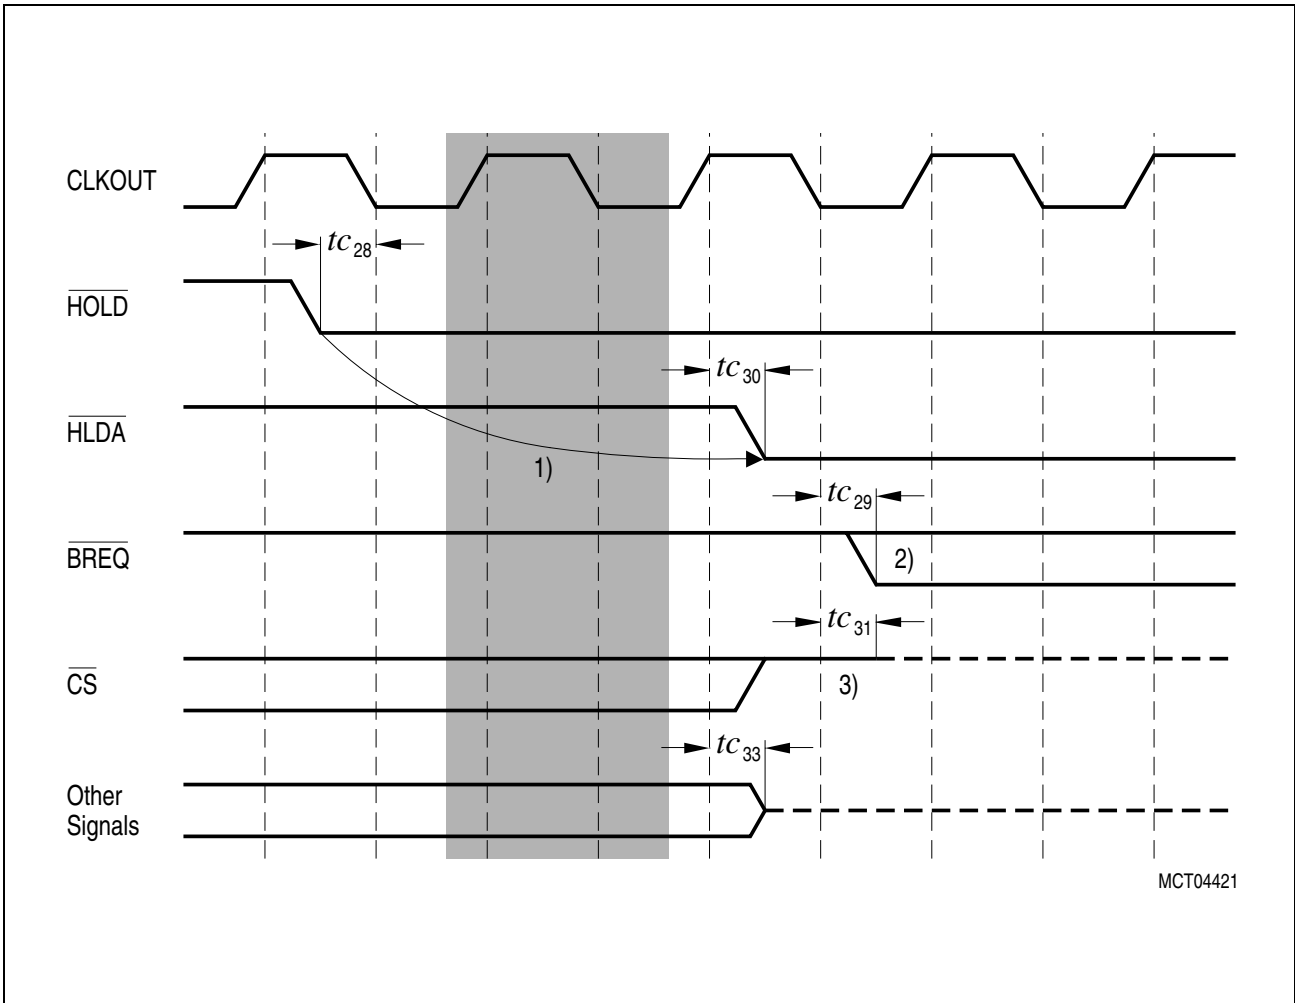 CLKOUT
tc28
HOLD
tc30
HLDA
1)
tc29
BREQ
2)
tc31
CS
3)
tc33
Other
Signals
MCT04421